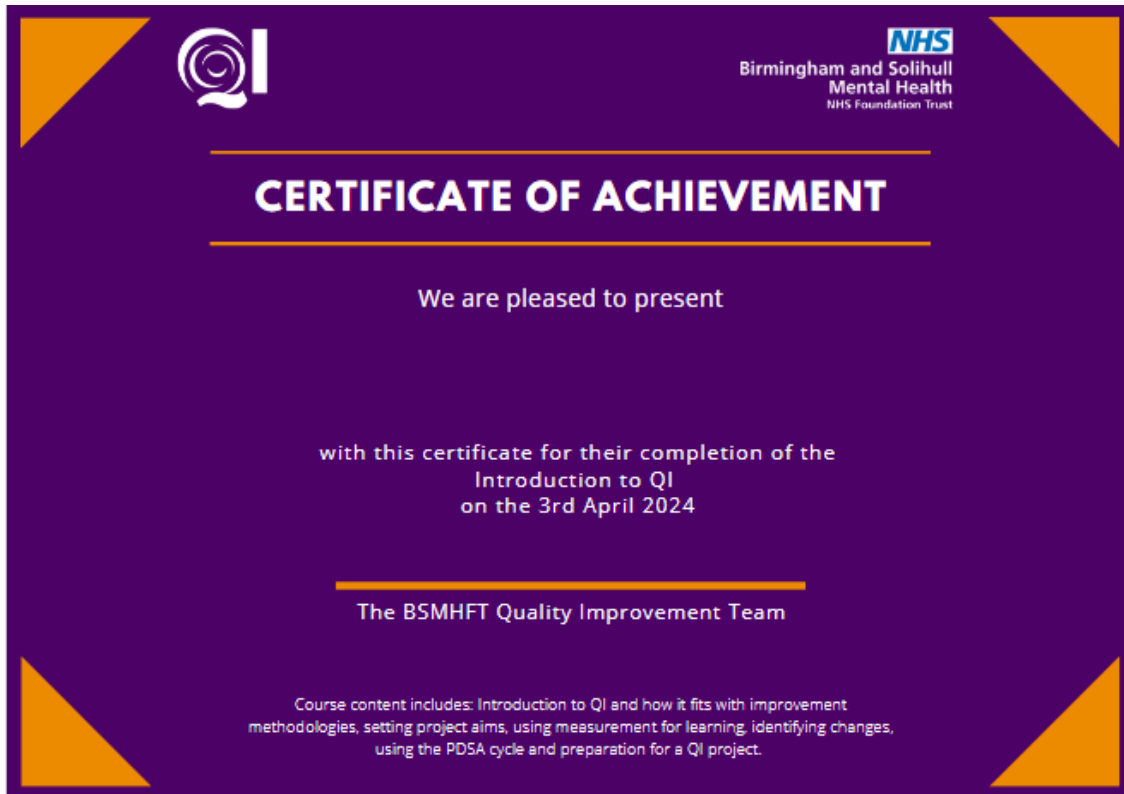 QI
NHS
Birmingham and Solihull
Mental Health
NHS Foundation Trust
CERTIFICATE OF ACHIEVEMENT
We are pleased to present
with this certificate for their completion of the
Introduction to QI
on the 3rd April 2024
The BSMHFT Quality Improvement Team
Course content includes: Introduction to QI and how it fits with improvement
methodologies, setting project aims, using measurement for learning, identifying changes,
using the PDSA cycle and preparation for a QI project.